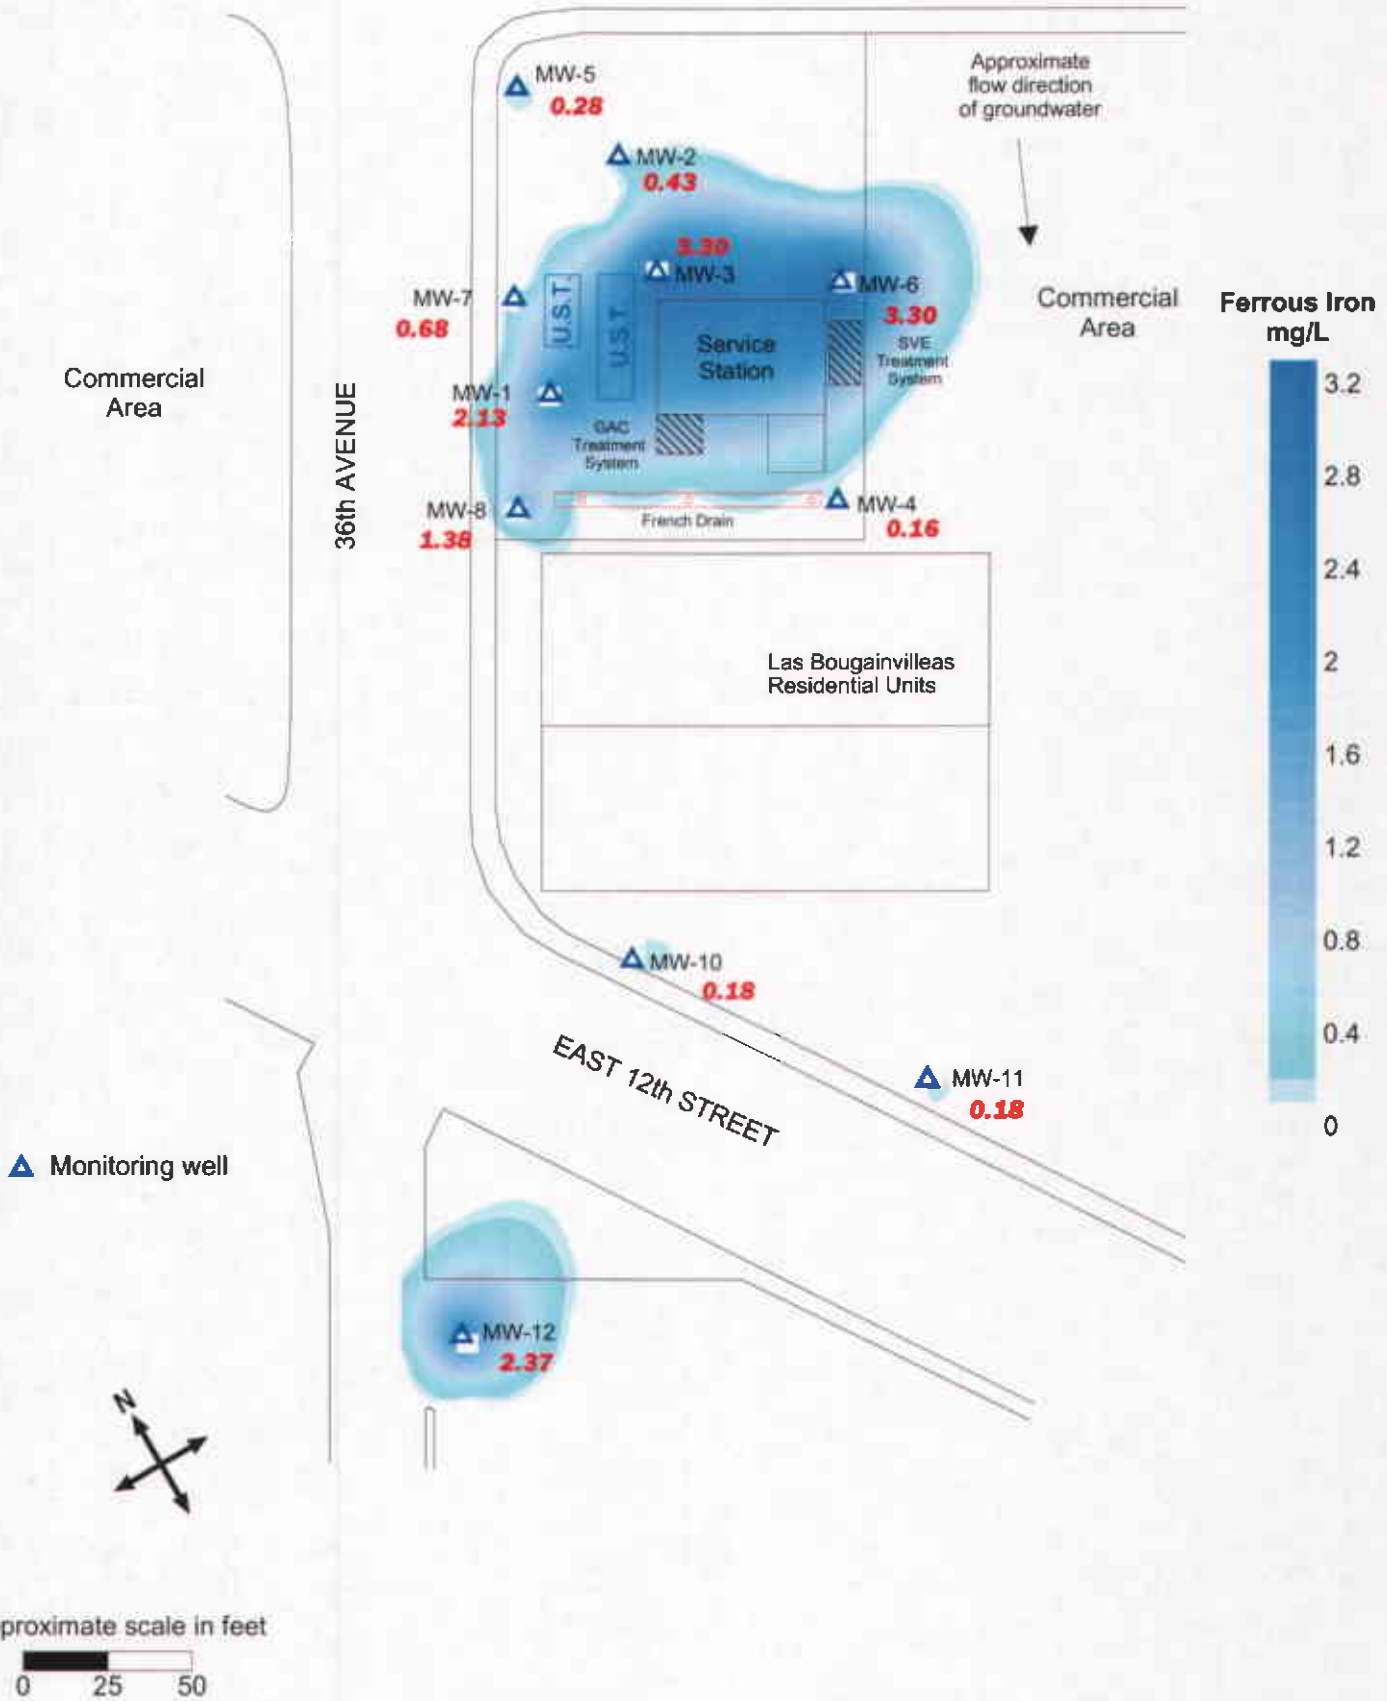 MW-5
0.28
Approximate
flow direction
of groundwater
MW-2
0.43
3.30
MW-3
MW-6
3.30
MW-7
0.68
U.S.T.
U.S.T.
Service
Station
SVE
Treatment
System
Commercial
Area
Ferrous Iron
mg/L
3.2
2.8
2.4
2
1.6
1.2
0.8
0.4
0
Commercial
Area
36th AVENUE
MW-1
2.13
GAC
Treatment
System
MW-8
1.38
French Drain
MW-4
0.16
Las Bougainvilleas
Residential Units
MW-10
0.18
EAST 12th STREET
MW-11
0.18
Monitoring well
MW-12
2.37
N
proximate scale in feet
0 25 50